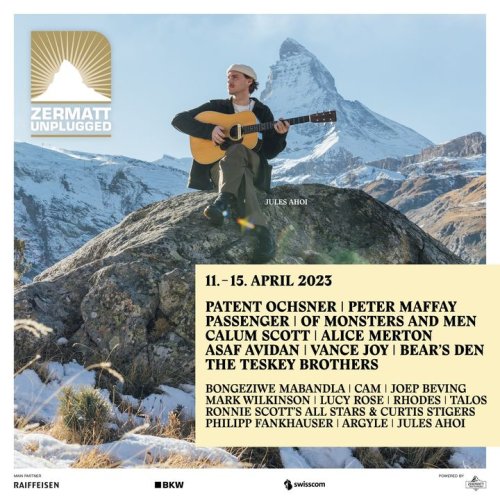 ZERMATT
UNPLUGGED
JULES AHOI
11. – 15. APRIL 2023
PATENT OCHSNER | PETER MAFFAY
PASSENGER | OF MONSTERS AND MEN
CALUM SCOTT | ALICE MERTON
ASAF AVIDAN | VANCE JOY | BEAR'S DEN
THE TESKEY BROTHERS
BONGEZIWE MABANDLA | CAM | JOEP BEVING
MARK WILKINSON | LUCY ROSE | RHODES | TALOS
RONNIE SCOTT'S ALL STARS & CURTIS STIGERS
PHILIPP FANKHAUSER | ARGYLE | JULES AHOI
MAIN PARTNER
RAIFFEISEN
BKW
swisscom
POWERED BY